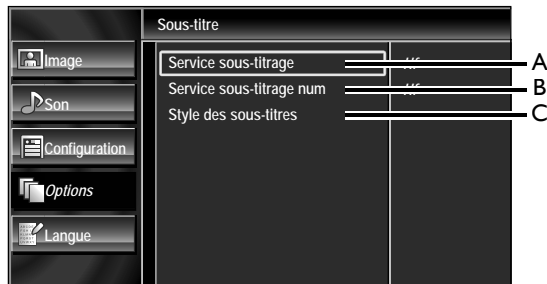 Sous-titre
Image
Son
Configuration
Options
Langue
Service sous-titrage
Service sous-titrage num
Style des sous-titres
A
B
C